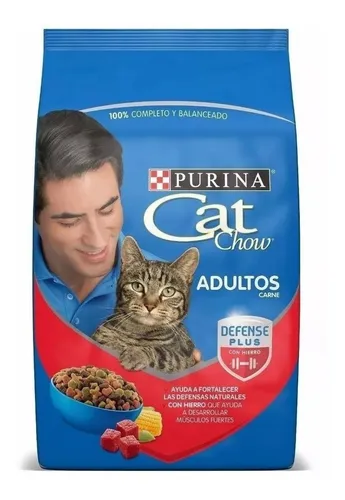 100% COMPLETO Y BALANCEADO
PURINA
Cat
Chow
ADULTOS
CARNE
DEFENSE
PLUS
CON HIERRO
AYUDA A FORTALECER
LAS DEFENSAS NATURALES
CON HIERRO QUE AYUDA
A DESARROLLAR
MÚSCULOS FUERTES